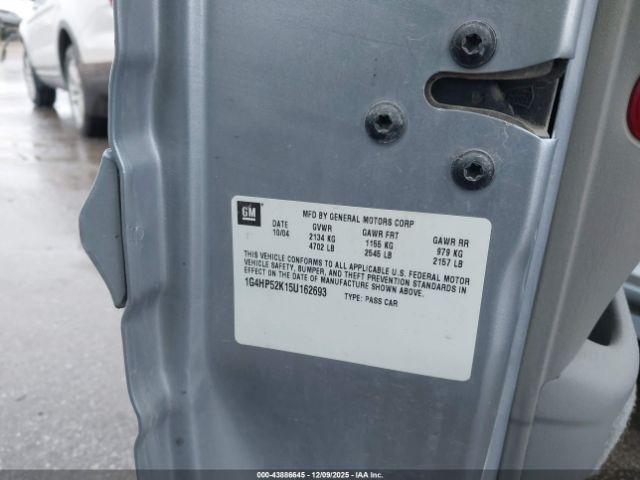 GM
MFD BY GENERAL MOTORS CORP
DATE GVWR GAWR FRT GAWR RR
10/04 2134 KG 1155 KG 979 KG
4702 LB 2545 LB 2157 LB
THIS VEHICLE CONFORMS TO ALL APPLICABLE U.S. FEDERAL MOTOR
VEHICLE SAFETY, BUMPER, AND THEFT PREVENTION STANDARDS IN
EFFECT ON THE DATE OF MANUFACTURE SHOWN ABOVE.
1G4HP52K15U162693 TYPE: PASS CAR
000-43886645 - 12/09/2025 - IAAI.COM